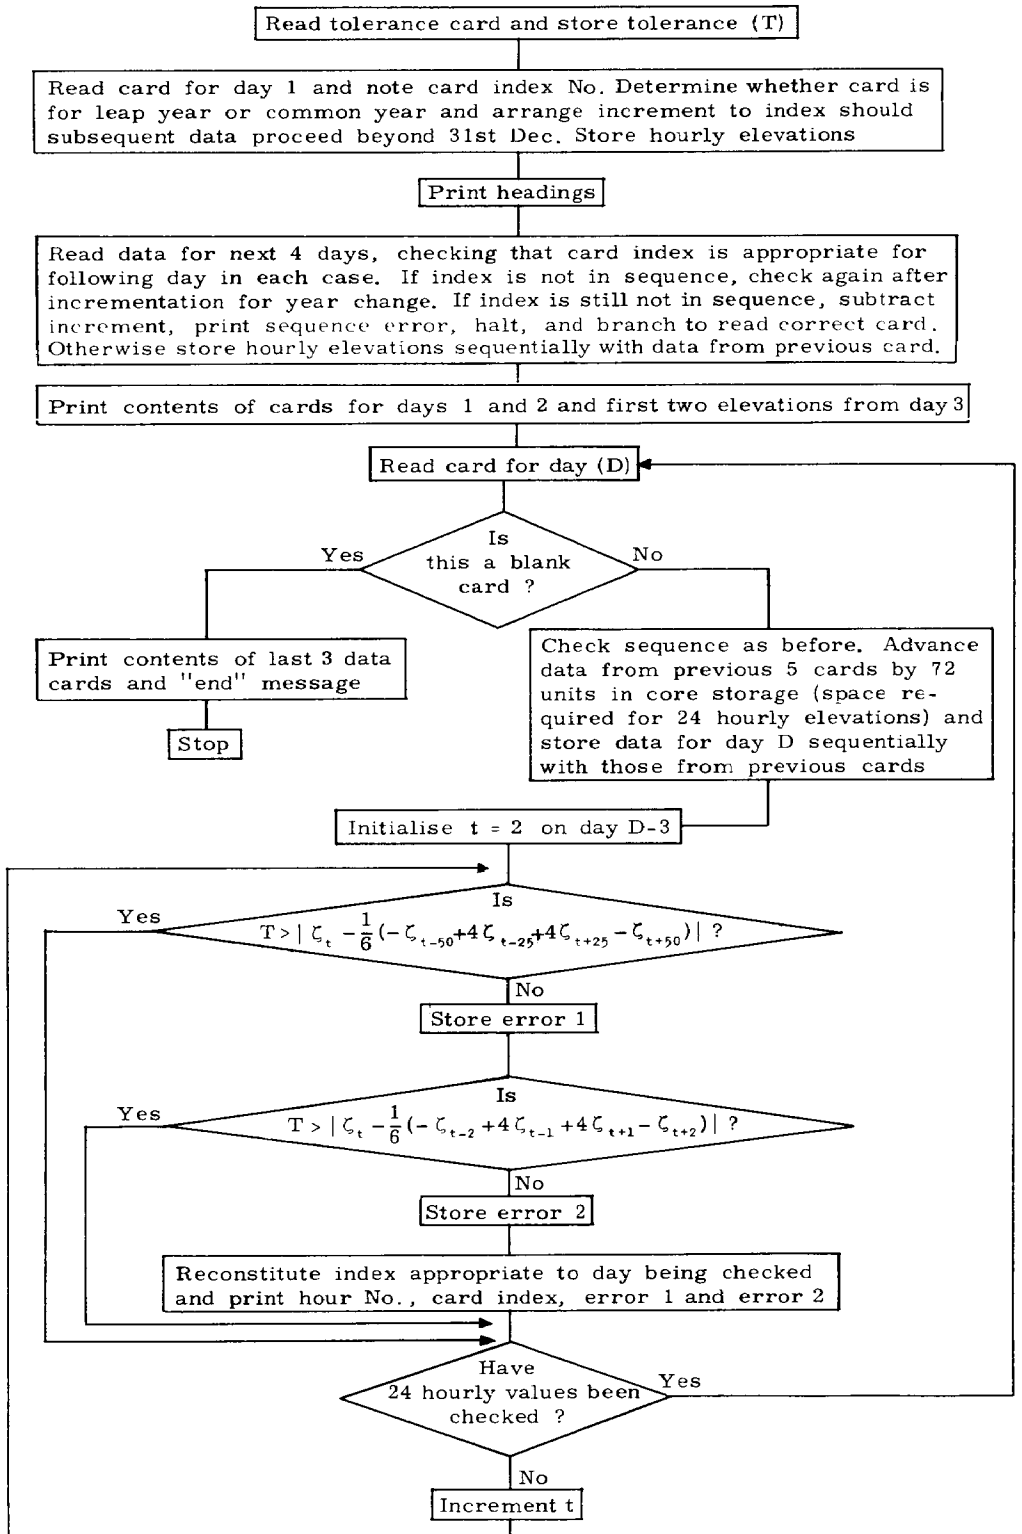 Read tolerance card and store tolerance (T)
Read card for day 1 and note card index No. Determine whether card is
for leap year or common year and arrange increment to index should
subsequent data proceed beyond 31st Dec. Store hourly elevations
Print headings
Read data for next 4 days, checking that card index is appropriate for
following day in each case. If index is not in sequence, check again after
incrementation for year change. If index is still not in sequence, subtract
increment, print sequence error, halt, and branch to read correct card.
Otherwise store hourly elevations sequentially with data from previous card.
Print contents of cards for days 1 and 2 and first two elevations from day 3
Read card for day (D)
Is
this a blank
card ?
Yes
No
Print contents of last 3 data
cards and "end" message
Stop
Check sequence as before. Advance
data from previous 5 cards by 72
units in core storage (space re-
quired for 24 hourly elevations) and
store data for day D sequentially
with those from previous cards
Initialise t = 2 on day D-3
Yes
Is
T > | ζ_t - 1/6 (- ζ_{t-50} + 4 ζ_{t-25} + 4 ζ_{t+25} - ζ_{t+50}) | ?
No
Store error 1
Yes
Is
T > | ζ_t - 1/6 (- ζ_{t-2} + 4 ζ_{t-1} + 4 ζ_{t+1} - ζ_{t+2}) | ?
No
Store error 2
Reconstitute index appropriate to day being checked
and print hour No., card index, error 1 and error 2
Have
24 hourly values been
checked ?
Yes
No
Increment t